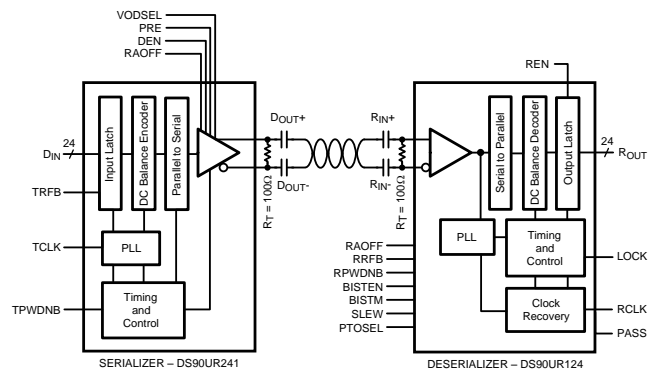 VODSEL
PRE
DEN
RAOFF
REN
24
DIN
TRFB
TCLK
TPWDNB
Input Latch
DC Balance Encoder
Parallel to Serial
PLL
Timing and Control
DOUT+
DOUT-
RT = 100Ω
RIN+
RIN-
RT = 100Ω
Serial to Parallel
DC Balance Decoder
Output Latch
24
ROUT
PLL
Timing and Control
Clock Recovery
RAOFF
RRFB
RPWDNB
BISTEN
BISTM
SLEW
PTOSEL
LOCK
RCLK
PASS
SERIALIZER – DS90UR241
DESERIALIZER – DS90UR124